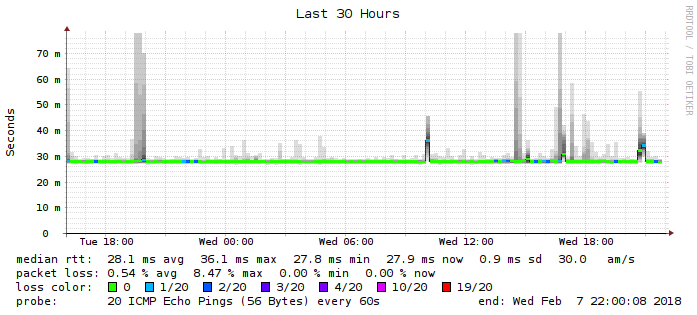 Last 30 Hours
RRDTOOL / TOBI OETIKER
Seconds
70 m
60 m
50 m
40 m
30 m
20 m
10 m
0
Tue 18:00 Wed 00:00 Wed 06:00 Wed 12:00 Wed 18:00
median rtt: 28.1 ms avg 36.1 ms max 27.8 ms min 27.9 ms now 0.9 ms sd 30.0 am/s
packet loss: 0.54 % avg 8.47 % max 0.00 % min 0.00 % now
loss color: 0 1/20 2/20 3/20 4/20 10/20 19/20
probe: 20 ICMP Echo Pings (56 Bytes) every 60s end: Wed Feb 7 22:00:08 2018